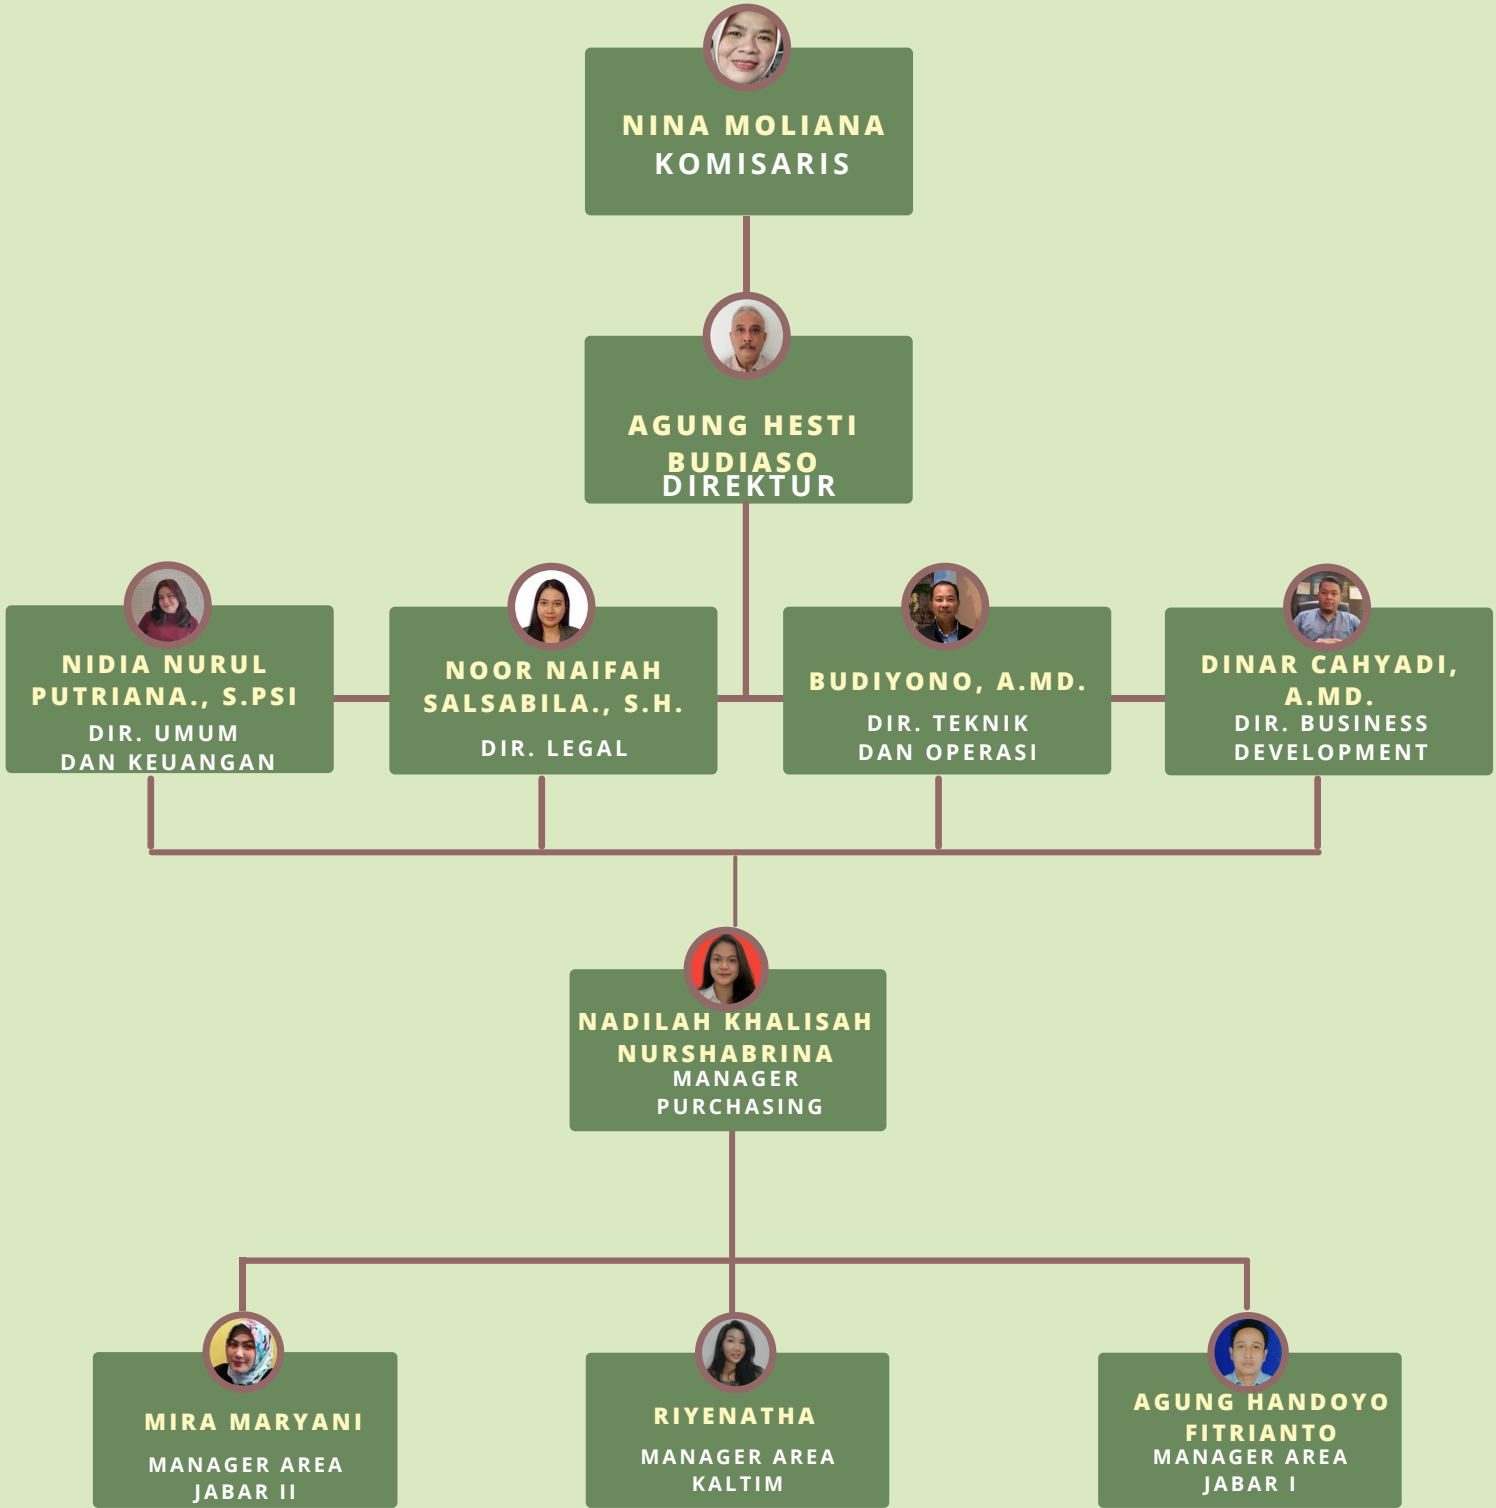 NINA MOLIANA
KOMISARIS
AGUNG HESTI
BUDIASO
DIREKTUR
NIDIA NURUL
PUTRIANA., S.PSI
DIR. UMUM
DAN KEUANGAN
NOOR NAIFAH
SALSABILA., S.H.
DIR. LEGAL
BUDIYONO, A.MD.
DIR. TEKNIK
DAN OPERASI
DINAR CAHYADI,
A.MD.
DIR. BUSINESS
DEVELOPMENT
NADILAH KHALISAH
NURSHABRINA
MANAGER
PURCHASING
MIRA MARYANI
MANAGER AREA
JABAR II
RIYENATHA
MANAGER AREA
KALTIM
AGUNG HANDOYO
FITRIANTO
MANAGER AREA
JABAR I